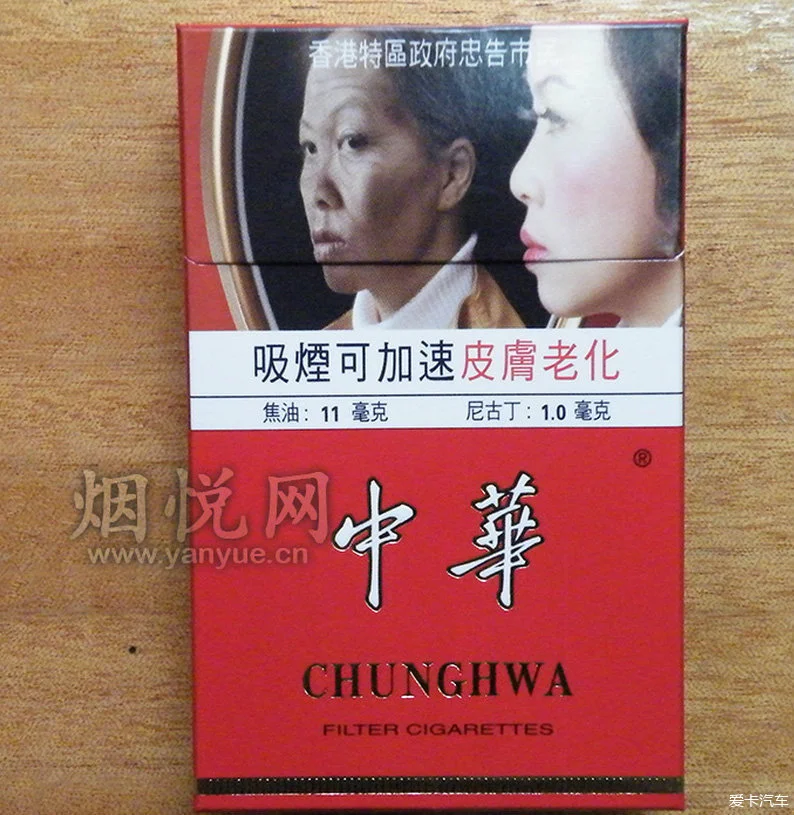 香港特區政府忠告市民
吸煙可加速皮膚老化
焦油: 11 毫克 尼古丁: 1.0 毫克
®
烟悦网
www.yanyue.cn
中華
CHUNGHWA
FILTER CIGARETTES
爱卡汽车